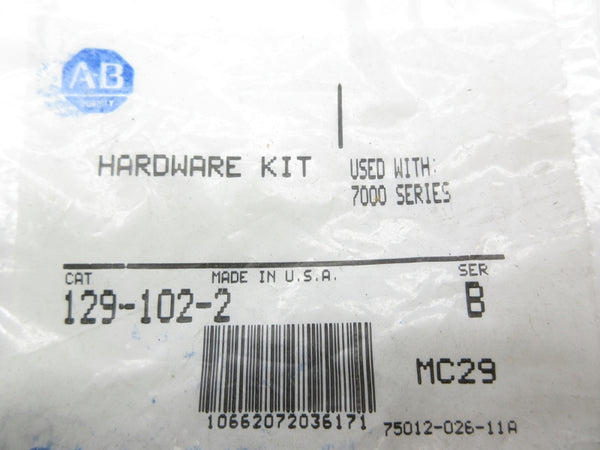 AB
QUALITY
HARDWARE KIT
USED WITH:
7000 SERIES
CAT
MADE IN U.S.A.
SER
129-102-2
B
MC29
10662072036171
75012-026-11A